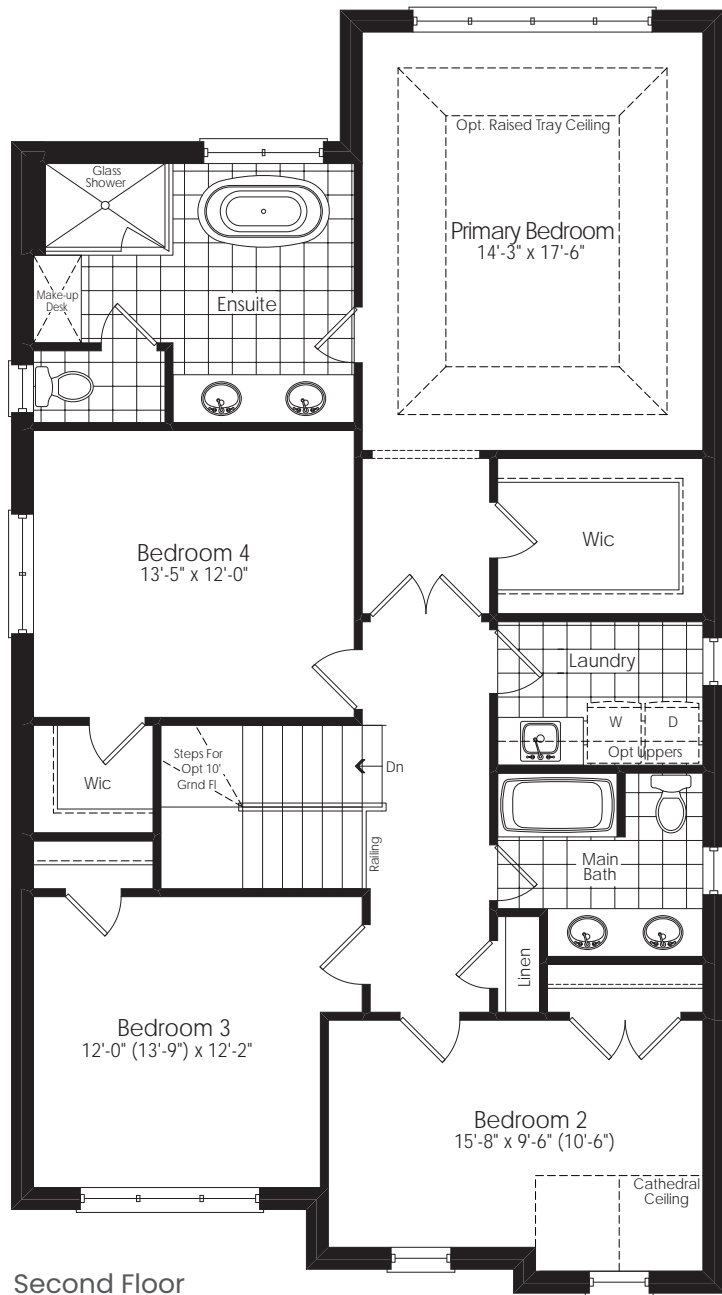 Opt. Raised Tray Ceiling
Primary Bedroom
14'-3" x 17'-6"
Glass
Shower
Make-up
Desk
Ensuite
Bedroom 4
13'-5" x 12'-0"
Wic
Laundry
W
D
Opt Uppers
Wic
Steps For
Opt 10'
Grnd Fl
Dn
Railing
Main
Bath
Linen
Bedroom 3
12'-0" (13'-9") x 12'-2"
Bedroom 2
15'-8" x 9'-6" (10'-6")
Cathedral
Ceiling
Second Floor